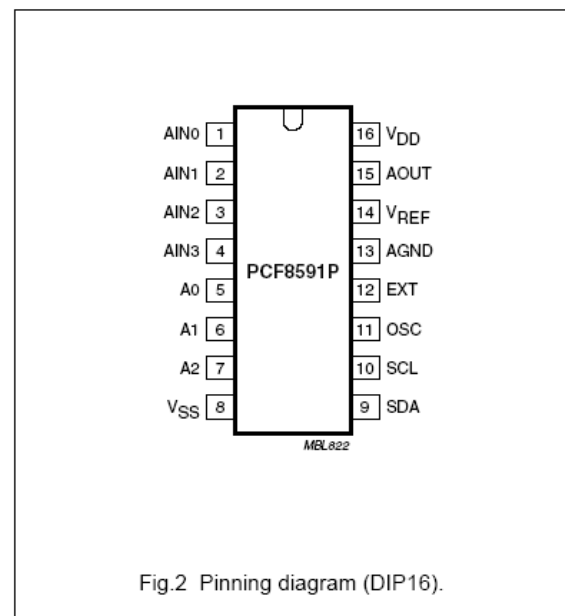 AIN0 1 16 VDD
AIN1 2 15 AOUT
AIN2 3 14 VREF
AIN3 4 13 AGND
PCF8591P
A0 5 12 EXT
A1 6 11 OSC
A2 7 10 SCL
VSS 8 9 SDA
MBL822
Fig.2 Pinning diagram (DIP16).